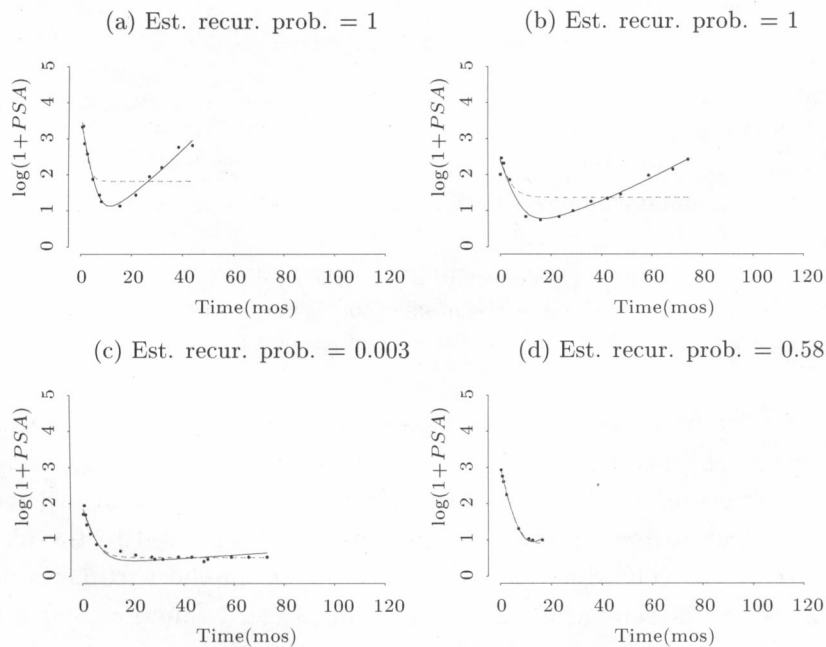 (a) Est. recur. prob. = 1
(b) Est. recur. prob. = 1
log(1+PSA)
0 1 2 3 4 5
0 20 40 60 80 100 120
Time(mos)
log(1+PSA)
0 1 2 3 4 5
0 20 40 60 80 100 120
Time(mos)
(c) Est. recur. prob. = 0.003
(d) Est. recur. prob. = 0.58
log(1+PSA)
0 1 2 3 4 5
0 20 40 60 80 100 120
Time(mos)
log(1+PSA)
0 1 2 3 4 5
0 20 40 60 80 100 120
Time(mos)